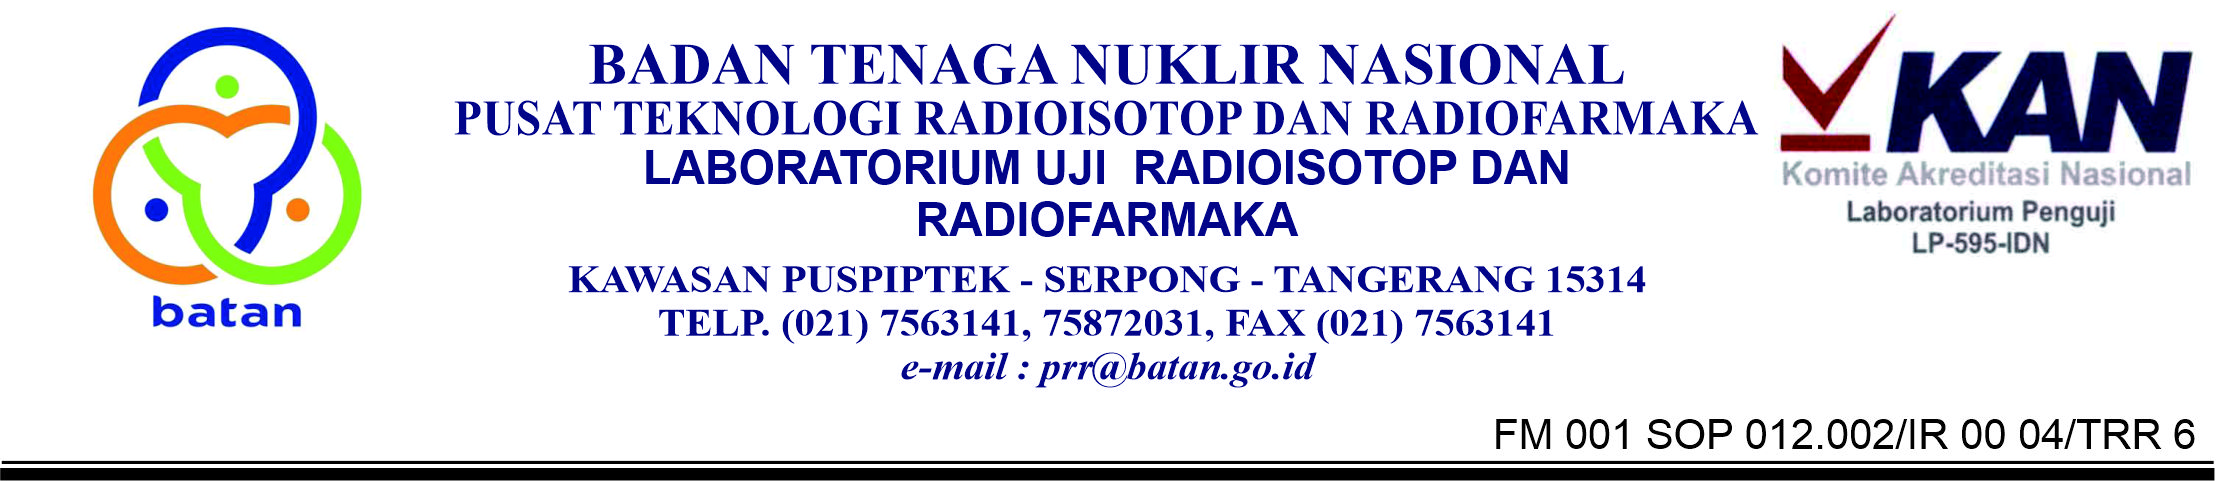 batan
BADAN TENAGA NUKLIR NASIONAL
PUSAT TEKNOLOGI RADIOISOTOP DAN RADIOFARMAKA
LABORATORIUM UJI RADIOISOTOP DAN
RADIOFARMAKA
KAWASAN PUSPIPTEK - SERPONG - TANGERANG 15314
TELP. (021) 7563141, 75872031, FAX (021) 7563141
e-mail : prr@batan.go.id
KAN
Komite Akreditasi Nasional
Laboratorium Penguji
LP-595-IDN
FM 001 SOP 012.002/IR 00 04/TRR 6